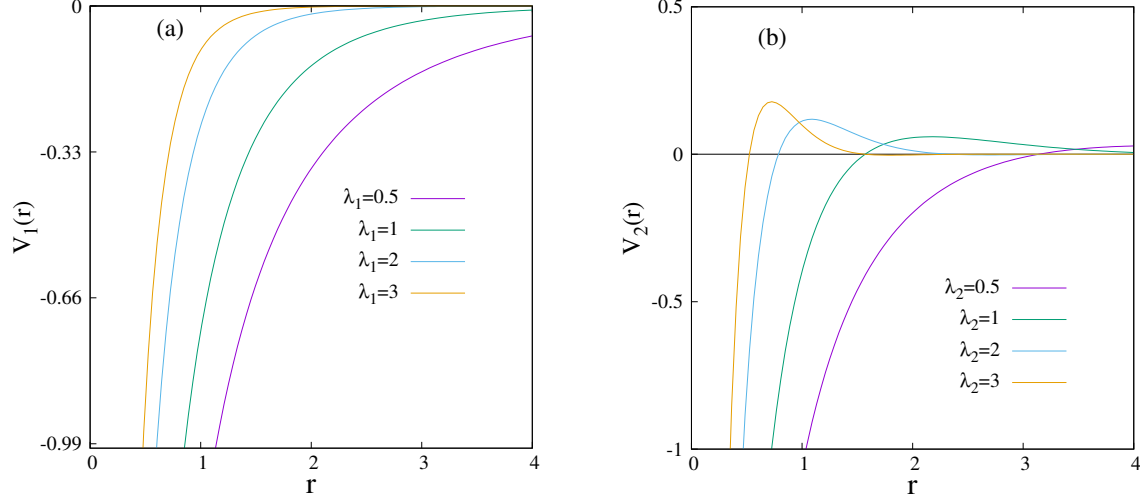 (a)
0
-0.33
-0.66
-0.99
V₁(r)
λ₁=0.5
λ₁=1
λ₁=2
λ₁=3
0 1 2 3 4
r
(b)
0.5
0
-0.5
-1
V₂(r)
λ₂=0.5
λ₂=1
λ₂=2
λ₂=3
0 1 2 3 4
r